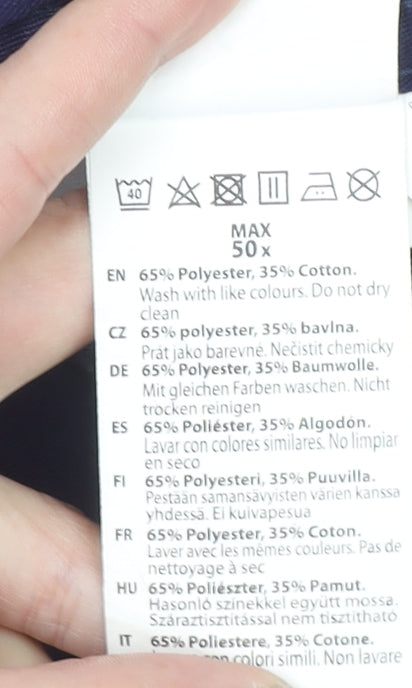 40
MAX
50 x
EN 65% Polyester, 35% Cotton.
Wash with like colours. Do not dry
clean
CZ 65% polyester, 35% bavlna.
Prát jako barevné. Nečistit chemicky
DE 65% Polyester, 35% Baumwolle.
Mit gleichen Farben waschen. Nicht
trocken reinigen
ES 65% Poliéster, 35% Algodón.
Lavar con colores similares. No limpiar
en seco
FI 65% Polyesteri, 35% Puuvilla.
Pestään samansävyisten värien kanssa
yhdessä. Ei kuivapesua
FR 65% Polyester, 35% Coton.
Laver avec les mêmes couleurs. Pas de
nettoyage à sec
HU 65% Poliészter, 35% Pamut.
Hasonló színekkel együtt mossa.
Száraztisztítással nem tisztítható
IT 65% Poliestere, 35% Cotone.
colori simili. Non lavare